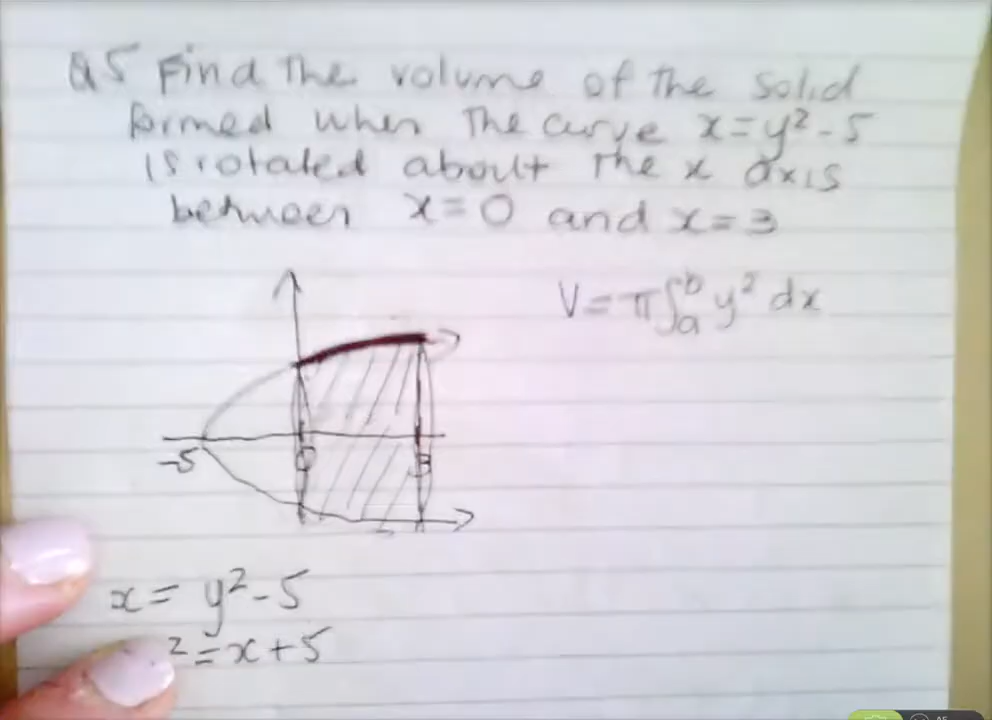 Q5 Find the volume of the solid
formed when the curve x = y² - 5
is rotated about the x axis
between x = 0 and x = 3
V = π∫ₐᵇ y² dx
-5
0
3
x = y² - 5
² = x + 5